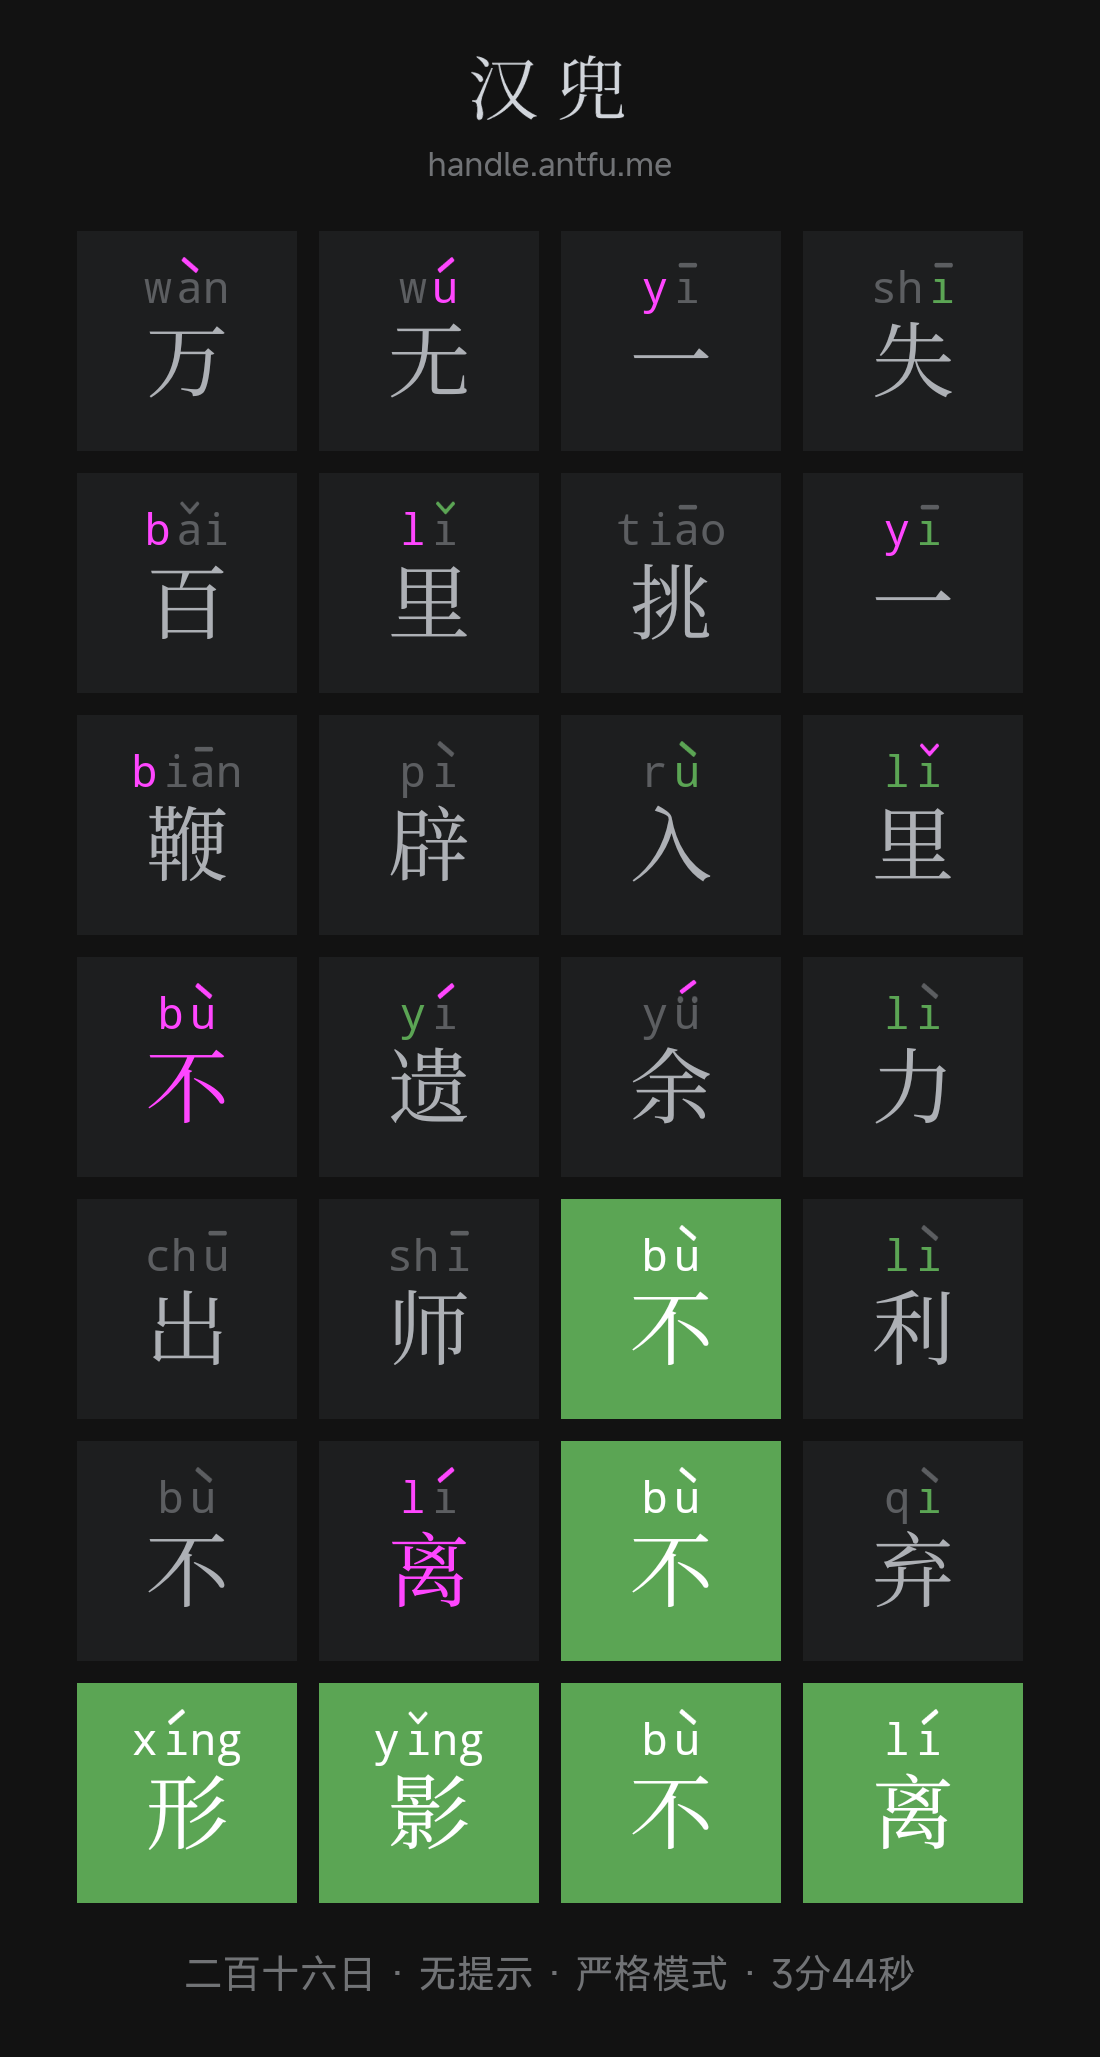 汉兜
handle.antfu.me
wàn wú yī shī
万 无 一 失
bǎi lǐ tiāo yī
百 里 挑 一
biān pì rù lǐ
鞭 辟 入 里
bù yí yǘ lì
不 遗 余 力
chū shī bù lì
出 师 不 利
bù lí bù qì
不 离 不 弃
xíng yǐng bù lí
形 影 不 离
二百十六日 · 无提示 · 严格模式 · 3分44秒